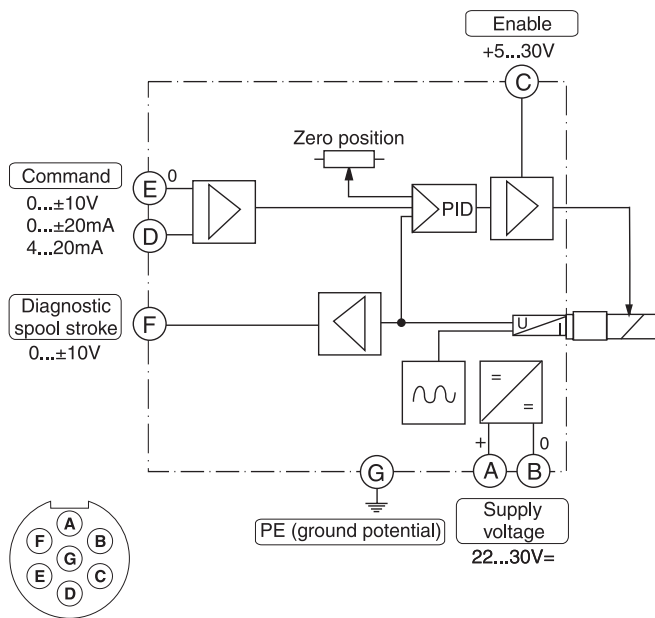 Enable
+5...30V
C
Zero position
Command
0...±10V
0...±20mA
4...20mA
E
0
D
PID
Diagnostic
spool stroke
0...±10V
F
U
I
=
=
+
0
A
B
G
PE (ground potential)
Supply
voltage
22...30V=
A
F
B
G
E
C
D